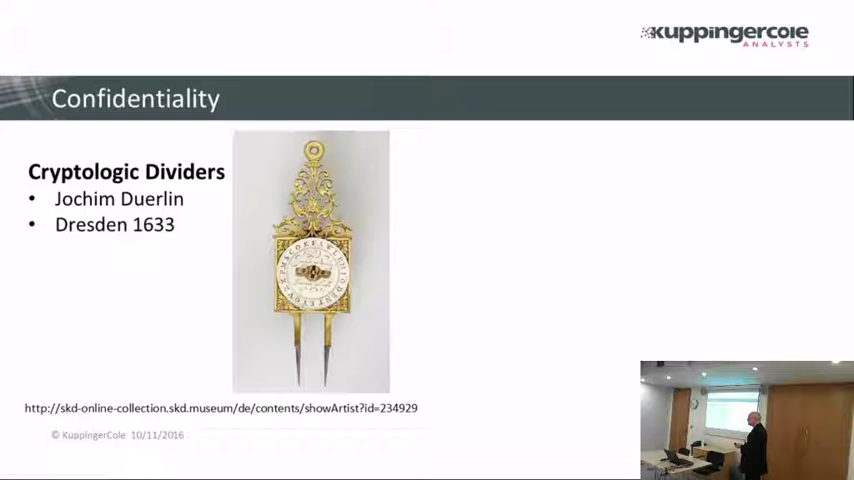 kuppingercole
ANALYSTS
Confidentiality
Cryptologic Dividers
• Jochim Duerlin
• Dresden 1633
http://skd-online-collection.skd.museum/de/contents/showArtist?id=234929
© KuppingerCole 10/11/2016